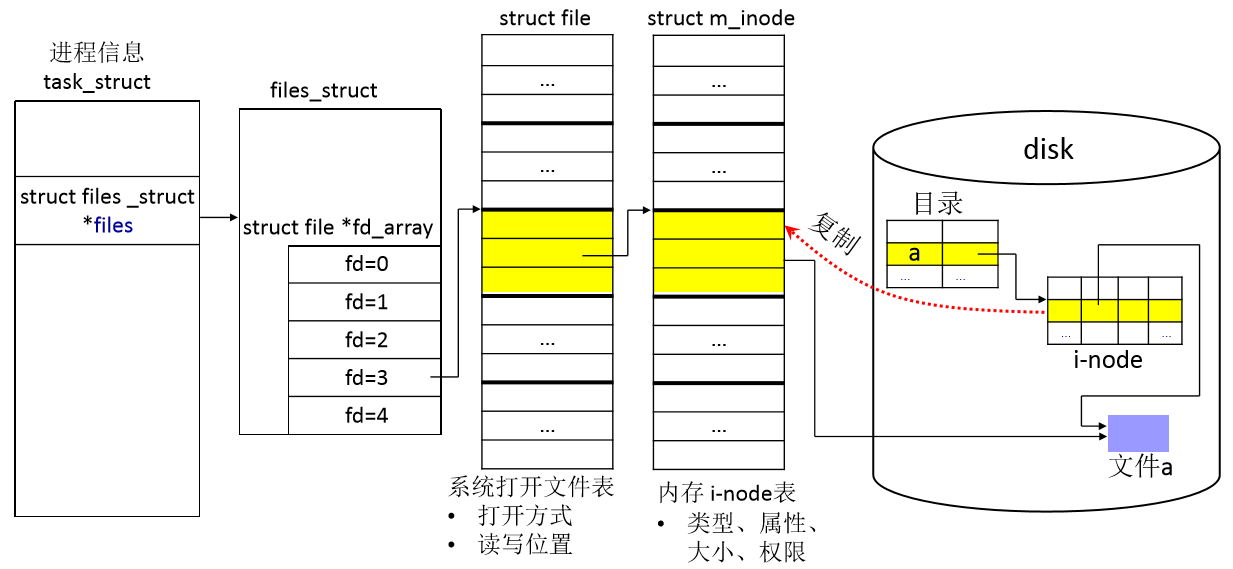 进程信息
task_struct
struct files _struct
*files
files_struct
struct file *fd_array
fd=0
fd=1
fd=2
fd=3
fd=4
struct file
...
...
...
...
系统打开文件表
• 打开方式
• 读写位置
struct m_inode
...
...
...
...
内存 i-node表
• 类型、属性、
大小、权限
复制
disk
目录
a
... ...
... ...
i-node
文件a